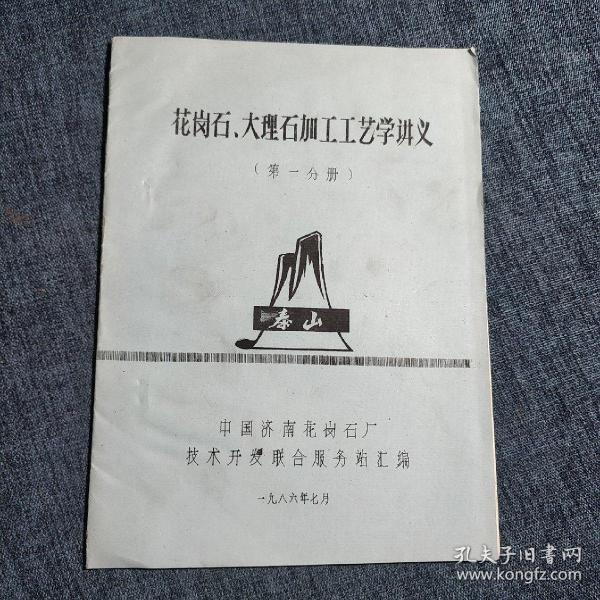 花岗石、大理石加工工艺学讲义
（第一分册）
泰山
中国济南花岗石厂
技术开发联合服务站汇编
一九八六年七月
孔夫子旧书网
www.kongfz.com